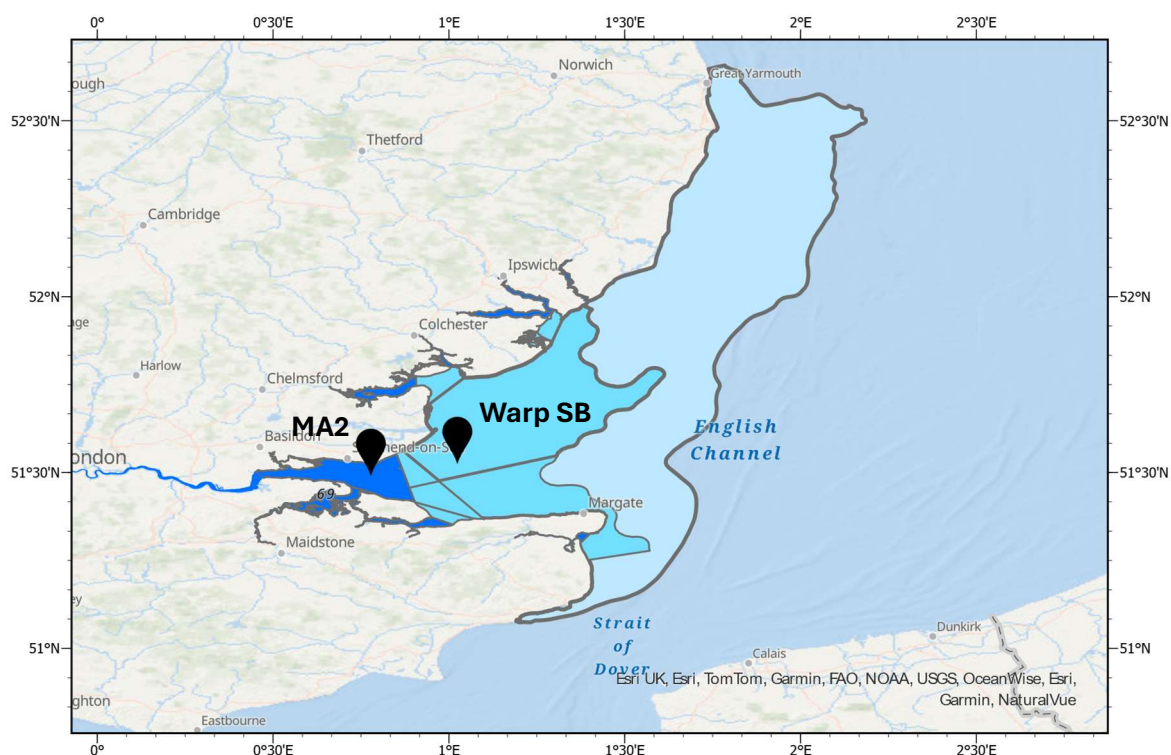 0° 0°30'E 1°E 1°30'E 2°E 2°30'E
Norwich
Great Yarmouth
ough
52°30'N 52°30'N
Thetford
Cambridge
Ipswich
52°N 52°N
nge
Colchester
Harlow
Chelmsford
Warp SB
MA2
English
Channel
Basildon
ondon
51°30'N 51°30'N
69
Margate
Maidstone
ey
Strait
of
Dover
51°N 51°N
Dunkirk
Calais
Esri UK, Esri, TomTom, Garmin, FAO, NOAA, USGS, OceanWise, Esri,
Garmin, NaturalVue
ghton
Eastbourne
0° 0°30'E 1°E 1°30'E 2°E 2°30'E